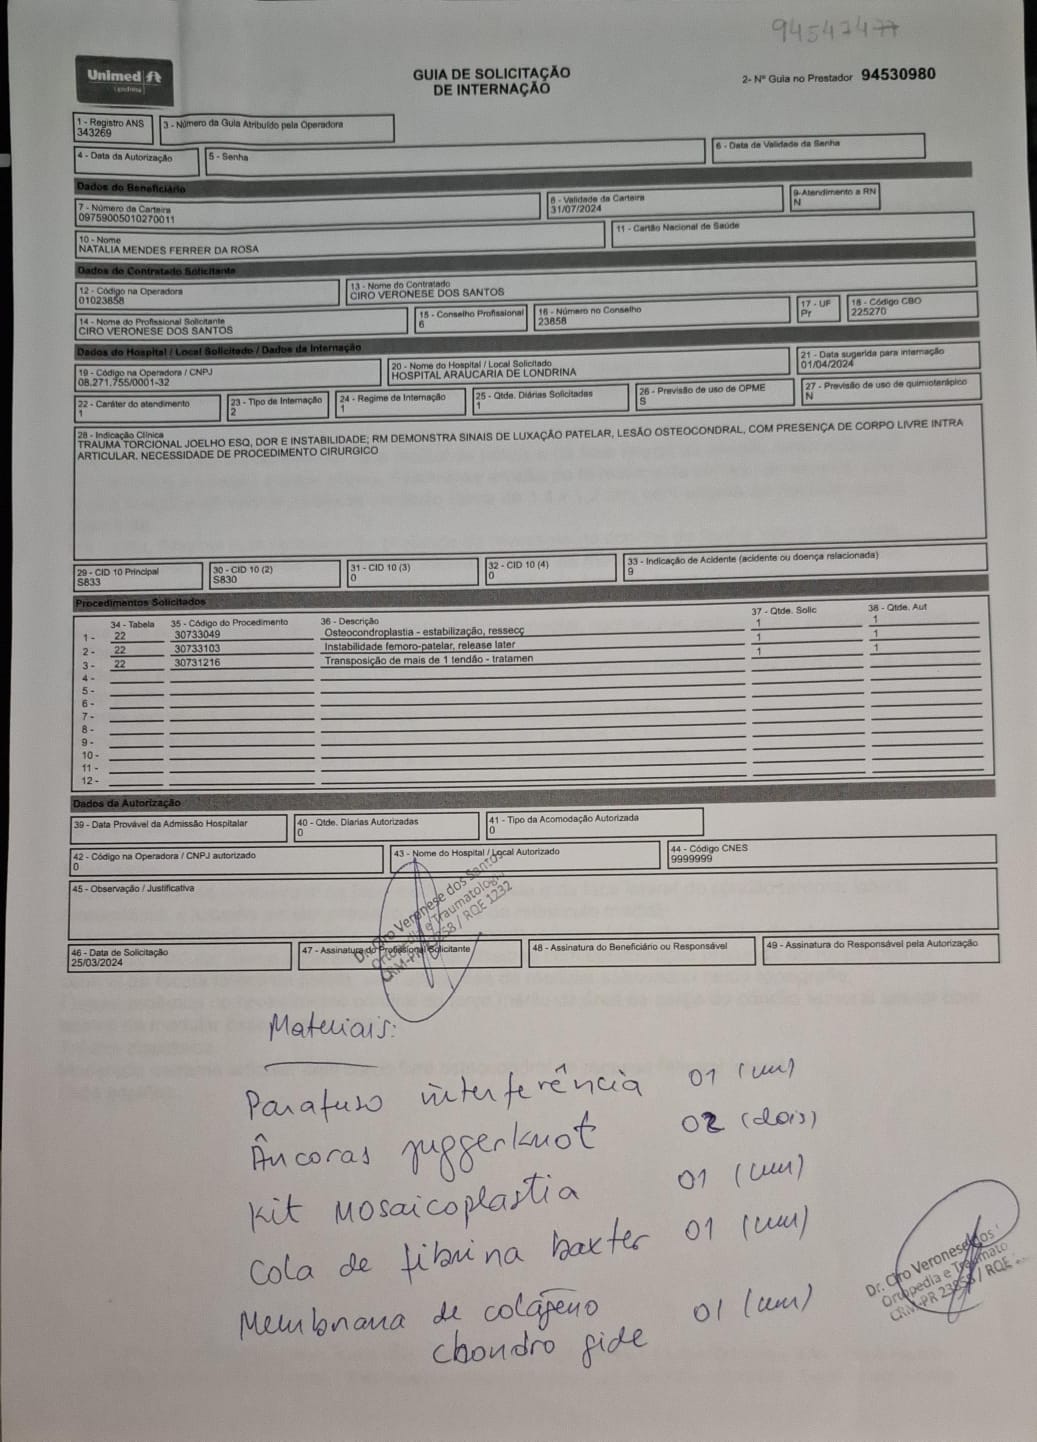 94547477
Unimed
Londrina
GUIA DE SOLICITAÇÃO
DE INTERNAÇÃO
2- Nº Guia no Prestador 94530980
1 - Registro ANS
343269
3 - Número da Guia Atribuído pela Operadora
4 - Data da Autorização
5 - Senha
6 - Data de Validade da Senha
Dados do Beneficiário
7 - Número da Carteira
09759005010270011
8 - Validade da Carteira
31/07/2024
9-Atendimento a RN
N
10 - Nome
NATALIA MENDES FERRER DA ROSA
11 - Cartão Nacional de Saúde
Dados do Contratado Solicitante
12 - Código na Operadora
01023858
13 - Nome do Contratado
CIRO VERONESE DOS SANTOS
14 - Nome do Profissional Solicitante
CIRO VERONESE DOS SANTOS
15 - Conselho Profissional
6
16 - Número no Conselho
23858
17 - UF
Pr
18 - Código CBO
225270
Dados do Hospital / Local Solicitado / Dados da Internação
19 - Código na Operadora / CNPJ
08.271.755/0001-32
20 - Nome do Hospital / Local Solicitado
HOSPITAL ARAUCARIA DE LONDRINA
21 - Data sugerida para internação
01/04/2024
22 - Caráter do atendimento
1
23 - Tipo de Internação
2
24 - Regime de Internação
1
25 - Qtde. Diárias Solicitadas
1
26 - Previsão de uso de OPME
S
27 - Previsão de uso de quimioterápico
N
28 - Indicação Clínica
TRAUMA TORCIONAL JOELHO ESQ, DOR E INSTABILIDADE; RM DEMONSTRA SINAIS DE LUXAÇÃO PATELAR, LESÃO OSTEOCONDRAL, COM PRESENÇA DE CORPO LIVRE INTRA
ARTICULAR. NECESSIDADE DE PROCEDIMENTO CIRURGICO
29 - CID 10 Principal
S833
30 - CID 10 (2)
S830
31 - CID 10 (3)
0
32 - CID 10 (4)
0
33 - Indicação de Acidente (acidente ou doença relacionada)
9
Procedimentos Solicitados
34 - Tabela 35 - Código do Procedimento 36 - Descrição 37 - Qtde. Solic 38 - Qtde. Aut
1 - 22 30733049 Osteocondroplastia - estabilização, ressecç 1 1
2 - 22 30733103 Instabilidade femoro-patelar, release later 1 1
3 - 22 30731216 Transposição de mais de 1 tendão - tratamen 1 1
4 -
5 -
6 -
7 -
8 -
9 -
10 -
11 -
12 -
Dados da Autorização
39 - Data Provável da Admissão Hospitalar
40 - Qtde. Diarias Autorizadas
0
41 - Tipo da Acomodação Autorizada
0
42 - Código na Operadora / CNPJ autorizado
0
43 - Nome do Hospital / Local Autorizado
44 - Código CNES
9999999
45 - Observação / Justificativa
46 - Data de Solicitação
25/03/2024
47 - Assinatura do Profissional Solicitante
48 - Assinatura do Beneficiário ou Responsável
49 - Assinatura do Responsável pela Autorização
Dr. Ciro Veronese dos Santos
Ortopedia e Traumatologia
CRM-PR 23858 / RQE 1232
Materiais:
Parafuso interferência 01 (um)
Âncoras juggerknot 02 (dois)
Kit Mosaicoplastia 01 (um)
Cola de fibrina baxter 01 (um)
Membrana de colágeno 01 (um)
chondro gide
Dr. Ciro Veronese dos
Ortopedia e Traumato
CRM-PR 23858 / RQE